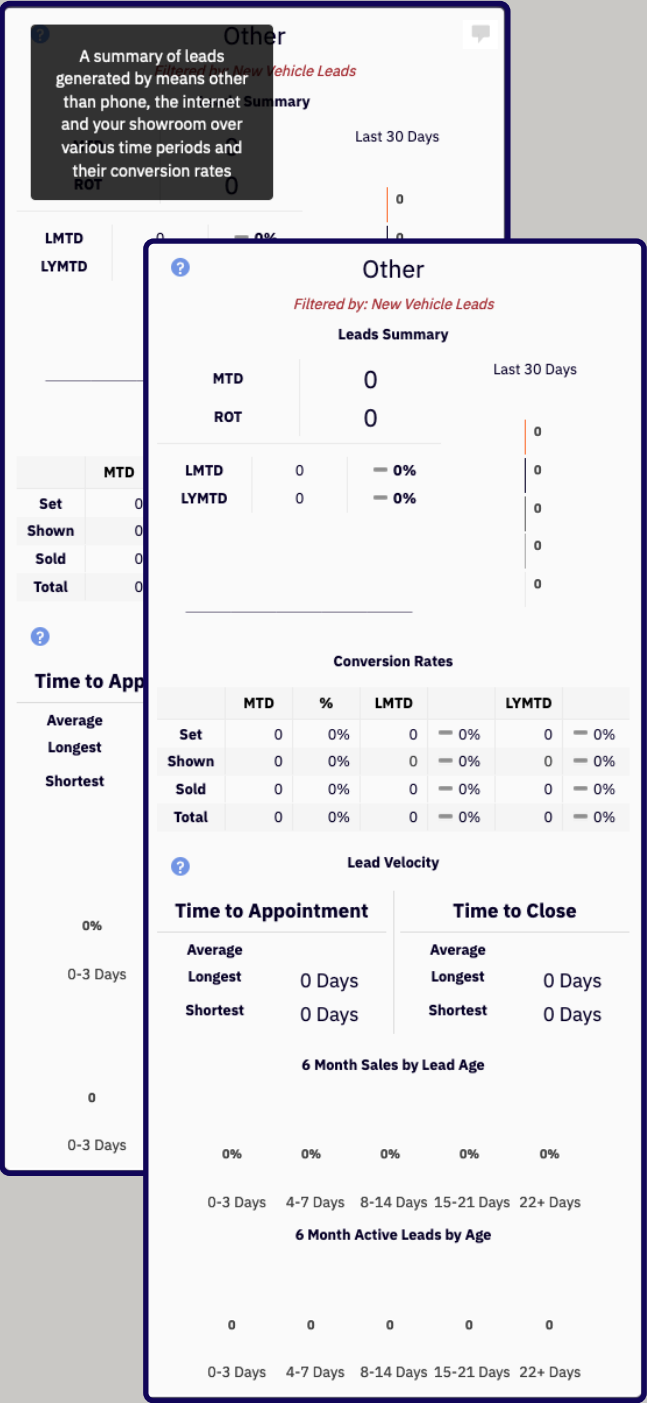 ?
Other
A summary of leads
generated by means other
than phone, the internet
and your showroom over
various time periods and
their conversion rates
Filtered by: New Vehicle Leads
Leads Summary
Last 30 Days
ROT 0
0
LMTD 0 0%
0
LYMTD
MTD
Set 0
Shown 0
Sold 0
Total 0
?
Time to App
Average
Longest
Shortest
0%
0-3 Days
0
0-3 Days
?
Other
Filtered by: New Vehicle Leads
Leads Summary
MTD 0
ROT 0
LMTD 0 0%
LYMTD 0 0%
Last 30 Days
0
0
0
0
0
Conversion Rates
MTD % LMTD LYMTD
Set 0 0% 0 0% 0 0%
Shown 0 0% 0 0% 0 0%
Sold 0 0% 0 0% 0 0%
Total 0 0% 0 0% 0 0%
?
Lead Velocity
Time to Appointment
Average
Longest 0 Days
Shortest 0 Days
Time to Close
Average
Longest 0 Days
Shortest 0 Days
6 Month Sales by Lead Age
0% 0% 0% 0% 0%
0-3 Days 4-7 Days 8-14 Days 15-21 Days 22+ Days
6 Month Active Leads by Age
0 0 0 0 0
0-3 Days 4-7 Days 8-14 Days 15-21 Days 22+ Days